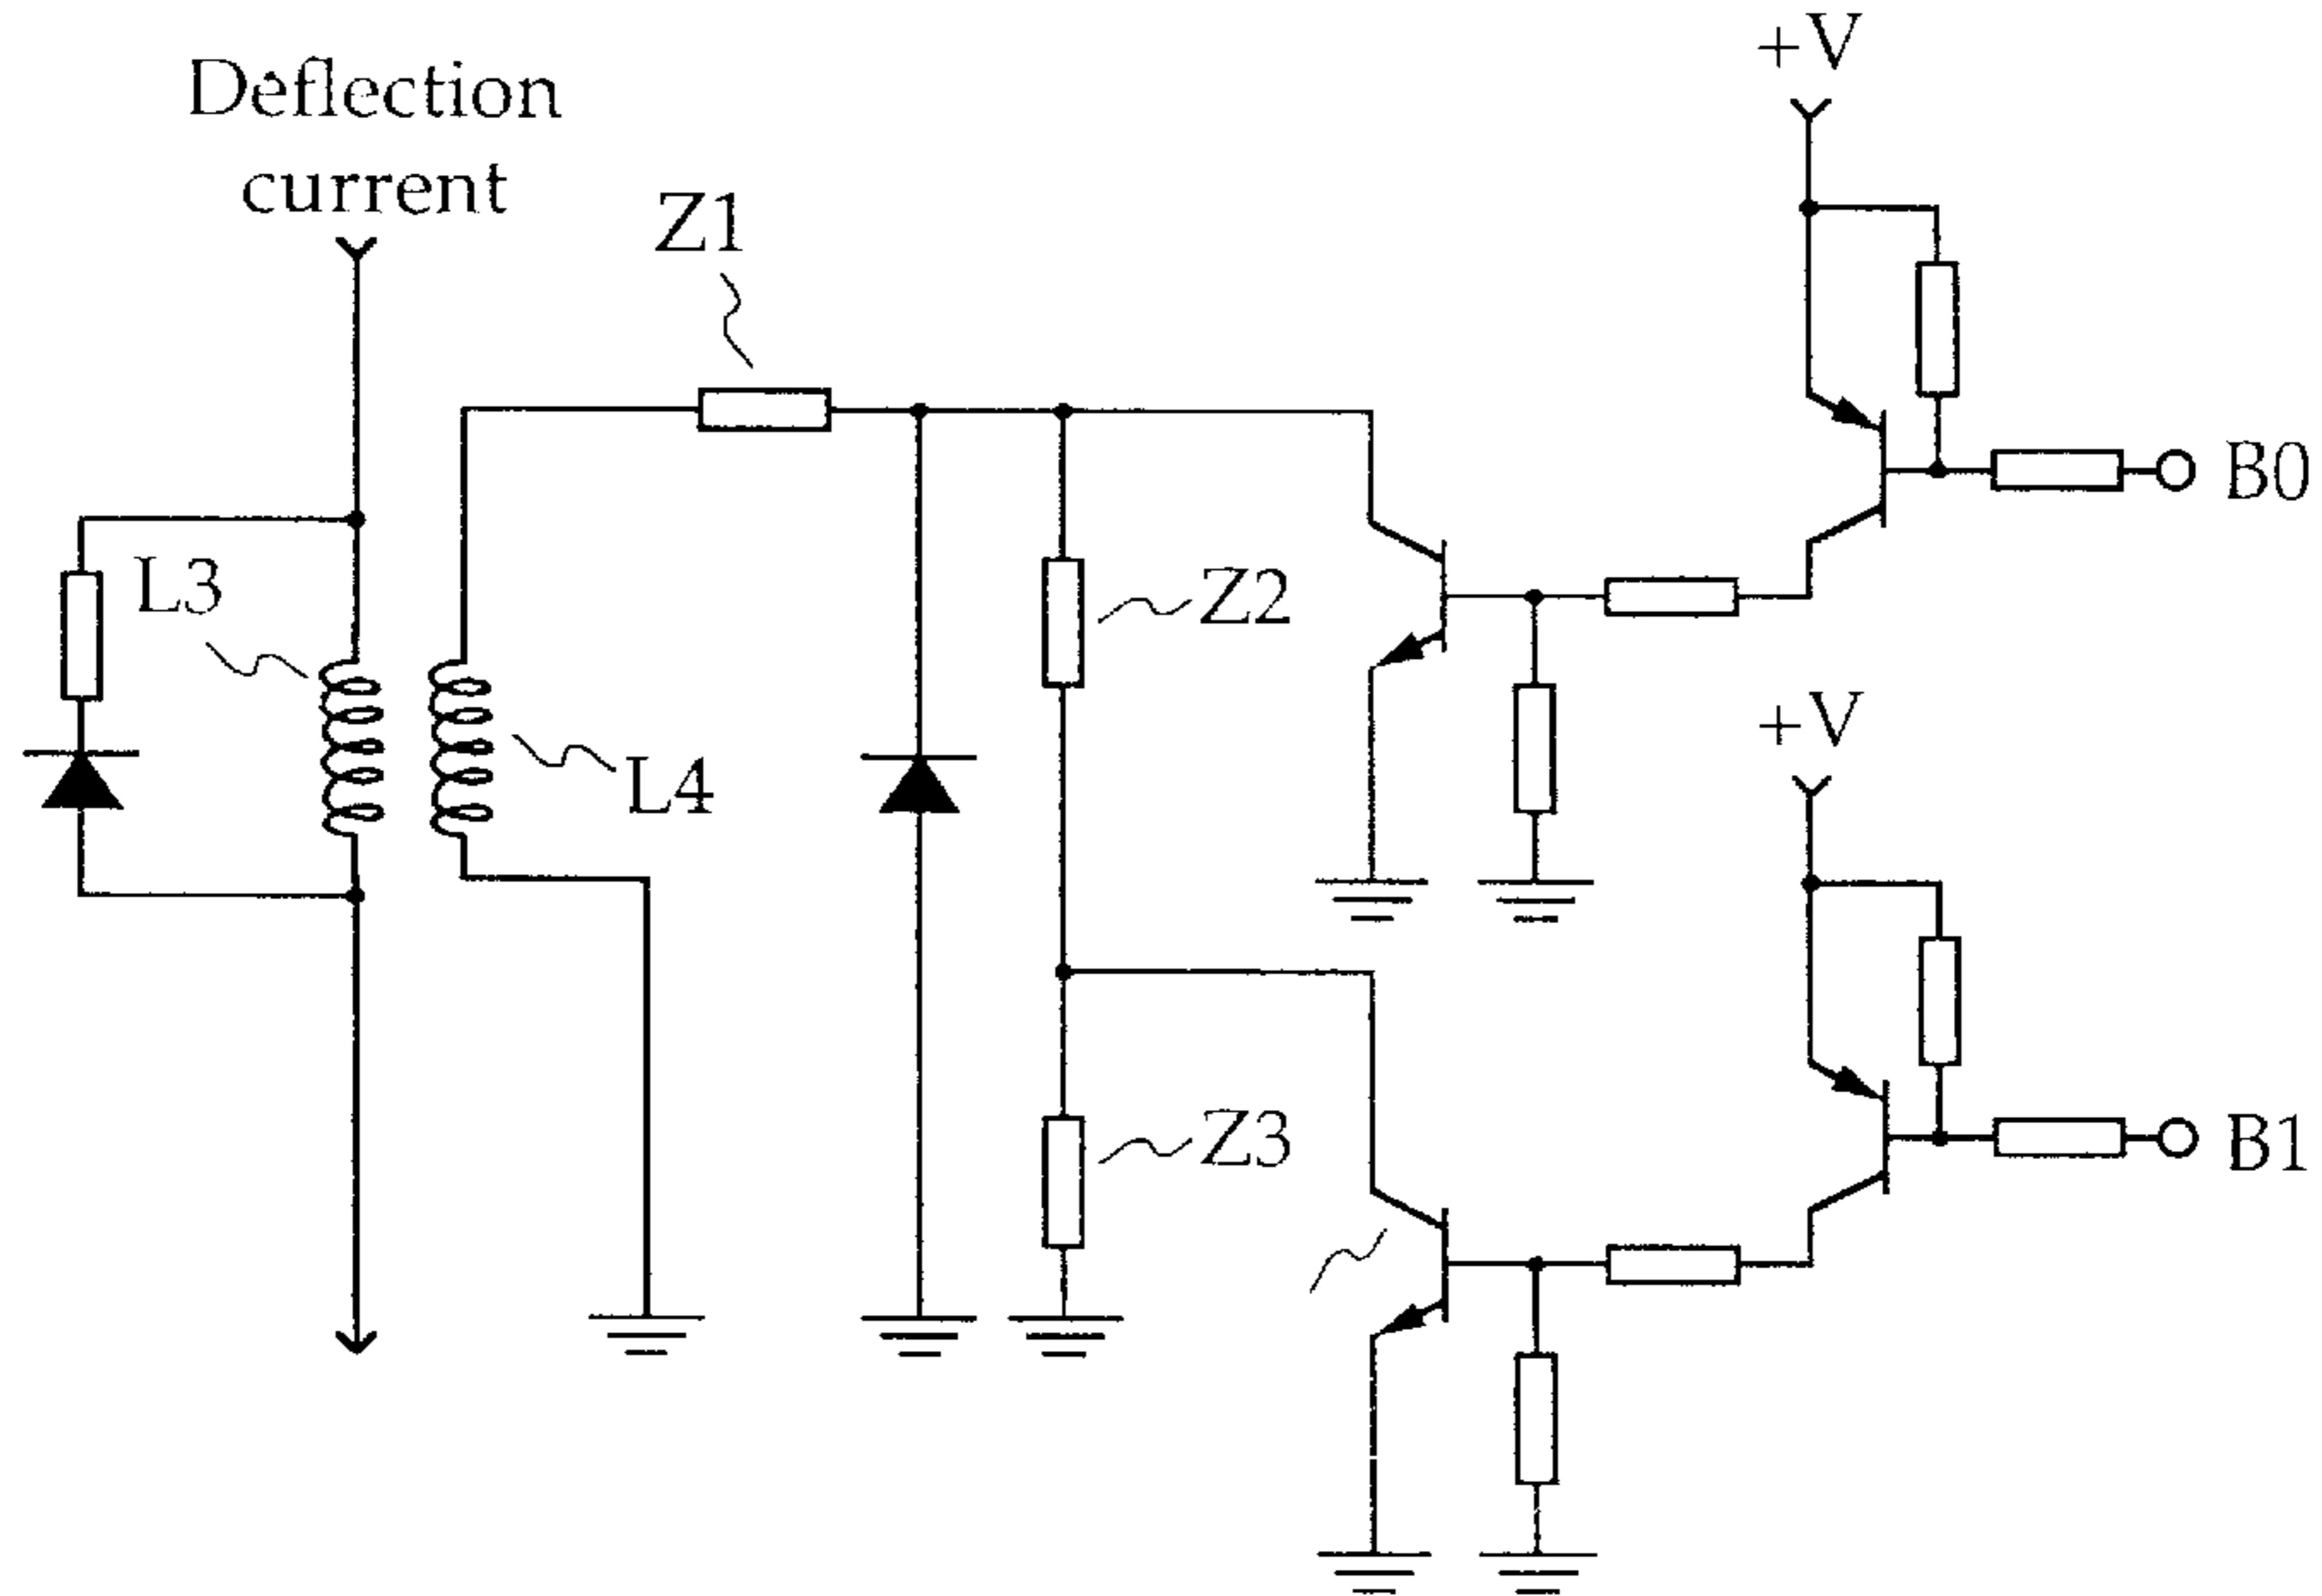 Deflection
current
+V
Z1
B0
L3
Z2
+V
L4
Z3
B1